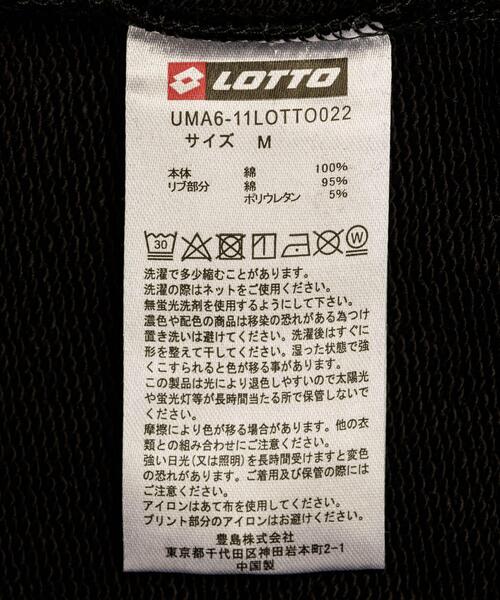 LOTTO
UMA6-11LOTTO022
サイズ M
本体 綿 100%
リブ部分 綿 95%
ポリウレタン 5%
30 W
洗濯で多少縮むことがあります。
洗濯の際はネットをご使用ください。
無蛍光洗剤を使用するようにして下さい。
濃色や配色の商品は移染の恐れがある為つけ
置き洗いは避けてください。洗濯後はすぐに
形を整えて干してください。湿った状態で強
くこすられると色が移る事があります。
この製品は光により退色しやすいので太陽光
や蛍光灯等が長時間当たる所で保管しないで
ください。
摩擦により色が移る場合があります。他の衣
類との組み合わせにご注意ください。
強い日光(又は照明)を長時間受けますと変色
の恐れがあります。ご着用及び保管の際には
ご注意ください。
アイロンはあて布を使用してください。
プリント部分のアイロンはお避けください。
豊島株式会社
東京都千代田区神田岩本町2-1
中国製